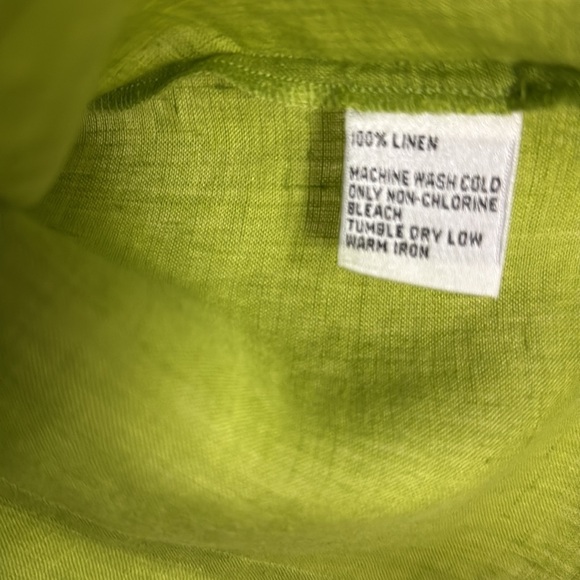 100% LINEN
MACHINE WASH COLD
ONLY NON-CHLORINE
BLEACH
TUMBLE DRY LOW
WARM IRON